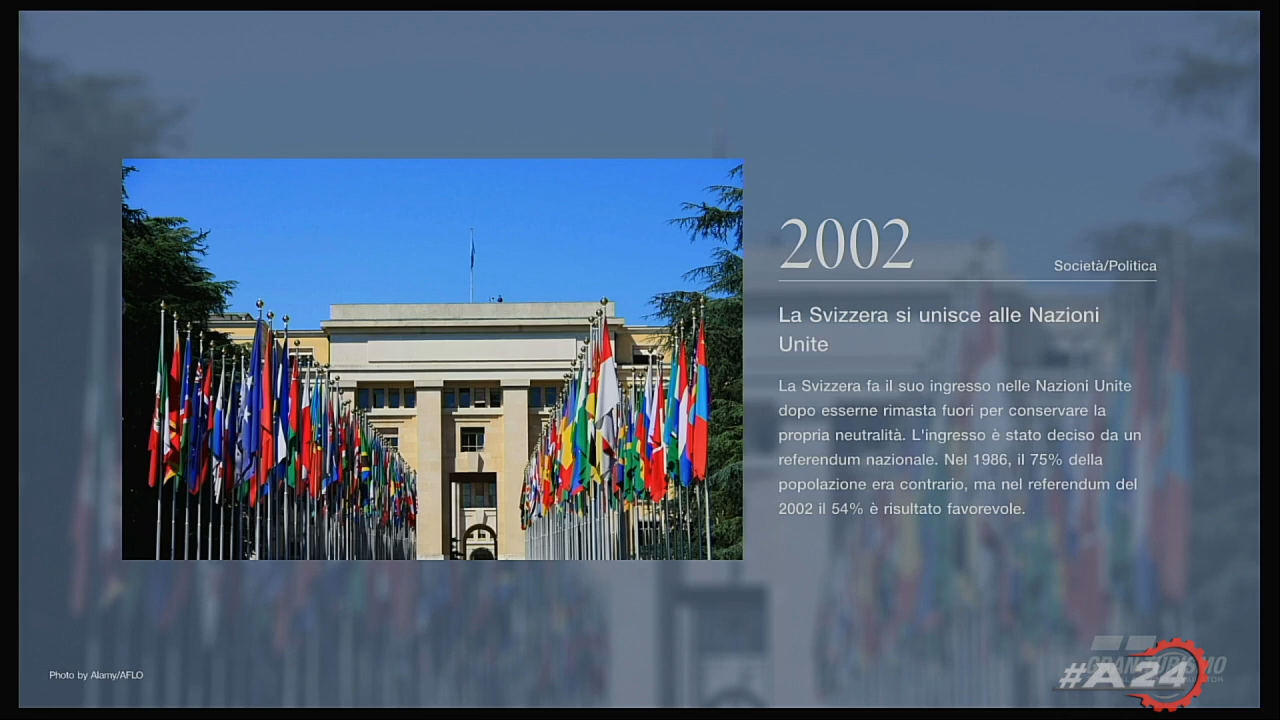 2002
Società/Politica
La Svizzera si unisce alle Nazioni
Unite
La Svizzera fa il suo ingresso nelle Nazioni Unite
dopo esserne rimasta fuori per conservare la
propria neutralità. L'ingresso è stato deciso da un
referendum nazionale. Nel 1986, il 75% della
popolazione era contrario, ma nel referendum del
2002 il 54% è risultato favorevole.
Photo by Alamy/AFLO
GRAN TURISMO
#A24